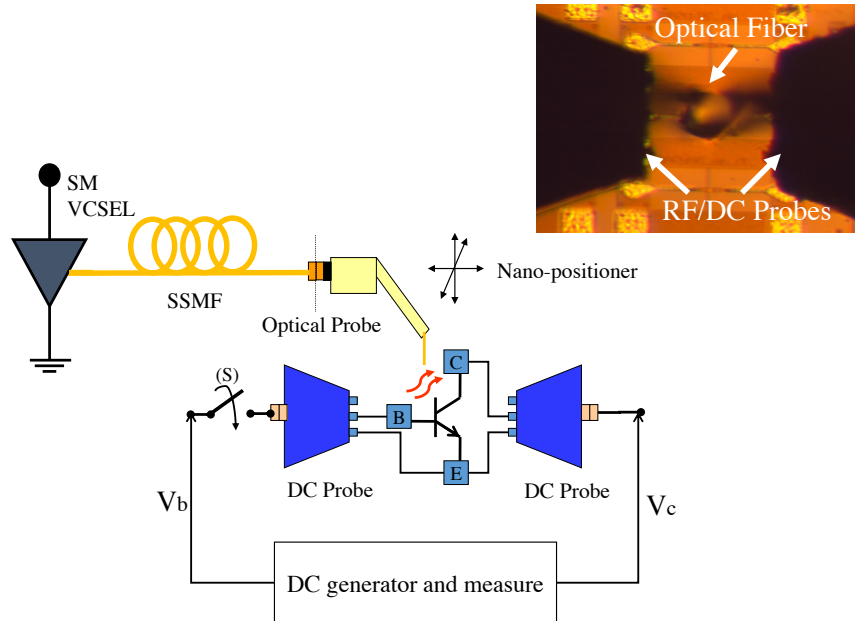 Optical Fiber
RF/DC Probes
SM
VCSEL
SSMF
Nano-positioner
Optical Probe
(S)
C
B
E
DC Probe
DC Probe
Vb
Vc
DC generator and measure